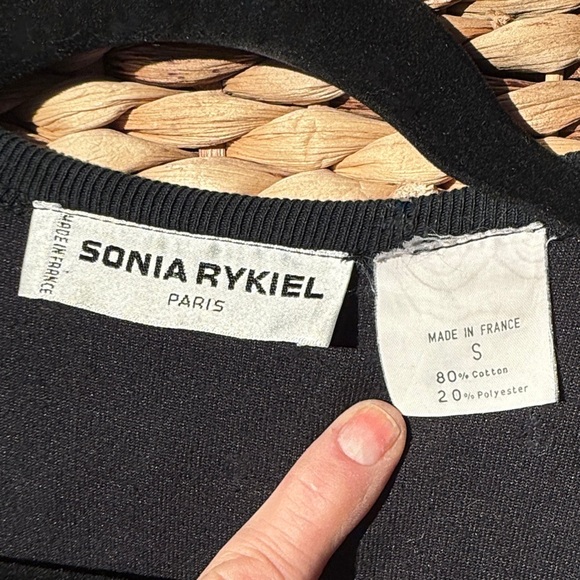 MADE IN FRANCE
SONIA RYKIEL
PARIS
MADE IN FRANCE
S
80% Cotton
20% Polyester